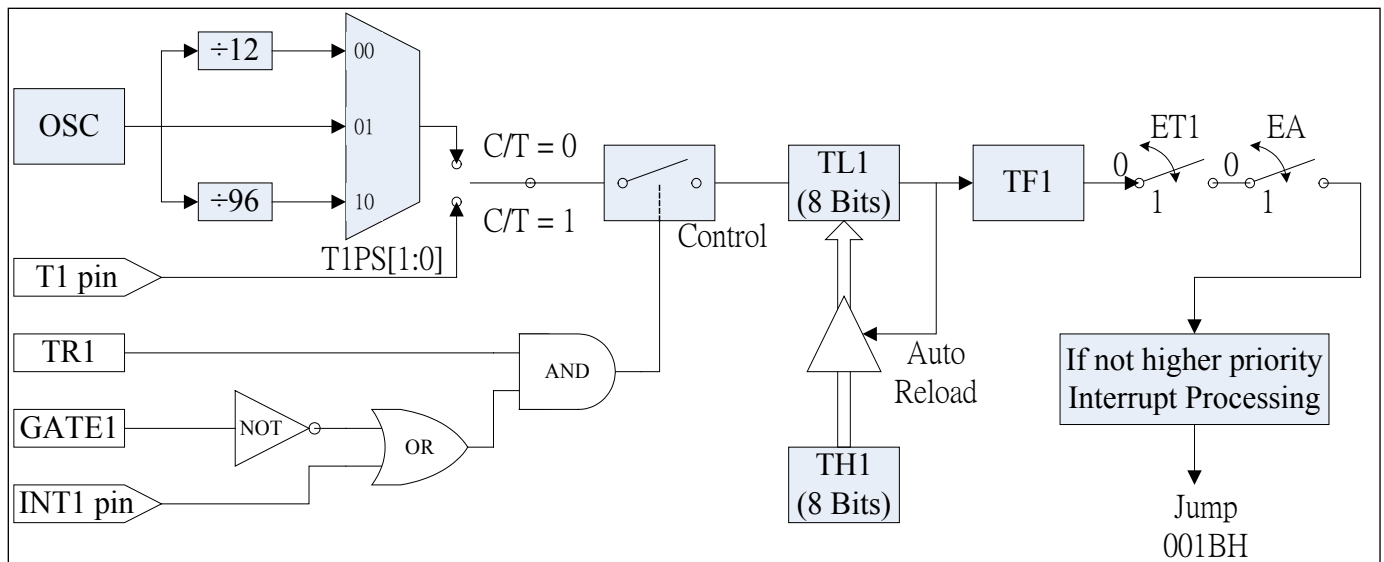 ÷12
00
OSC
01
÷96
10
T1PS[1:0]
C/T = 0
C/T = 1
T1 pin
Control
TL1
(8 Bits)
TF1
ET1
0
1
EA
0
1
TR1
AND
GATE1
NOT
OR
INT1 pin
Auto
Reload
TH1
(8 Bits)
If not higher priority
Interrupt Processing
Jump
001BH